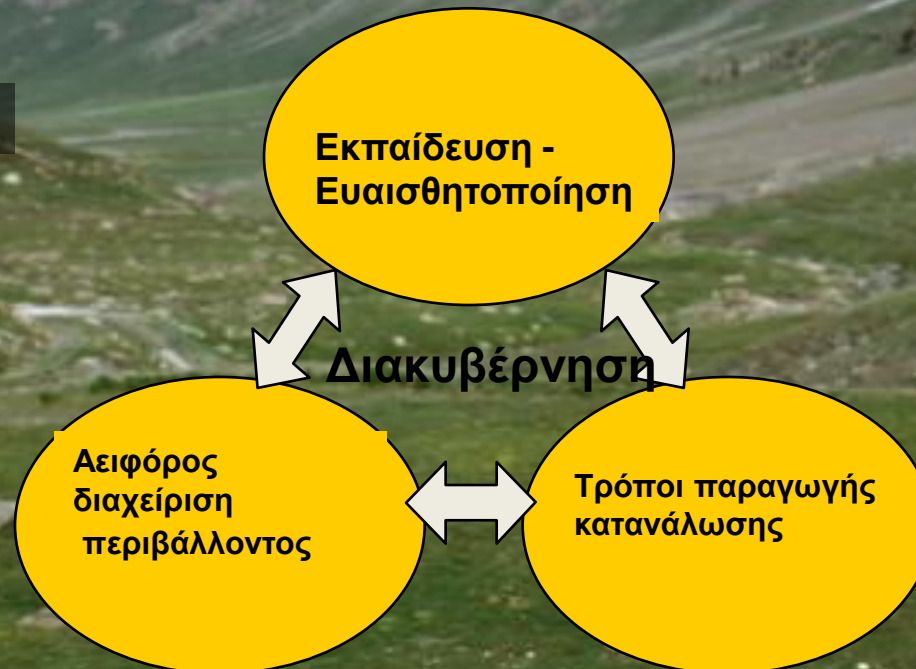 Εκπαίδευση -
Ευαισθητοποίηση
Διακυβέρνηση
Αειφόρος
διαχείριση
περιβάλλοντος
Τρόποι παραγωγής
κατανάλωσης